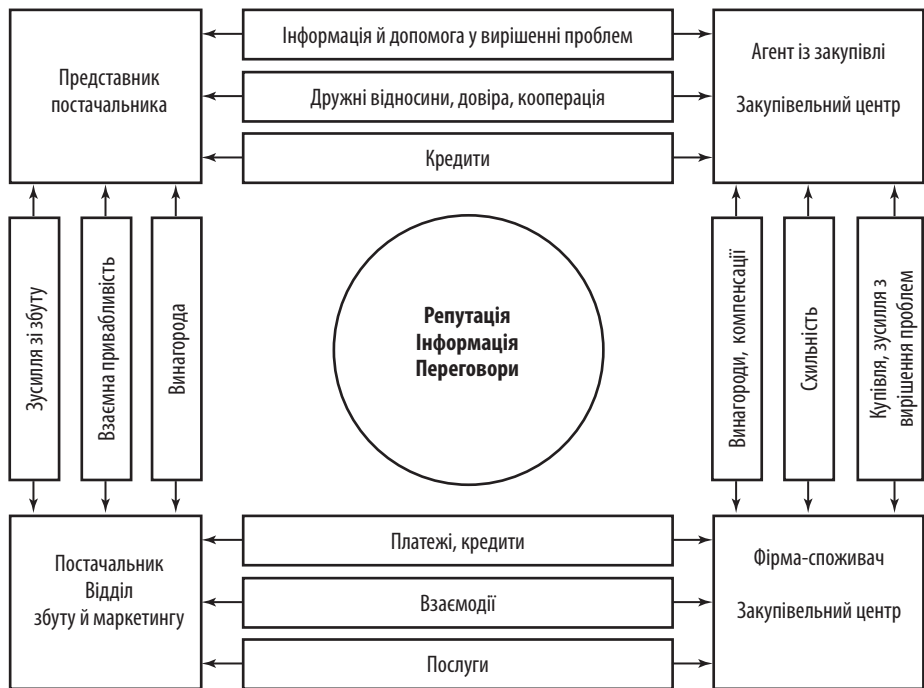 Представник
постачальника
Інформація й допомога у вирішенні проблем
Дружні відносини, довіра, кооперація
Кредити
Агент із закупівлі
Закупівельний центр
Зусипля зі збуту
Взаємна привабливість
Винагорода
Репутація
Інформація
Переговори
Винагороди, компенсації
Схильність
Купівля, зусилля з
вирішення проблем
Постачальник
Відділ
збуту й маркетингу
Платежі, кредити
Взаємодії
Послуги
Фірма-споживач
Закупівельний центр